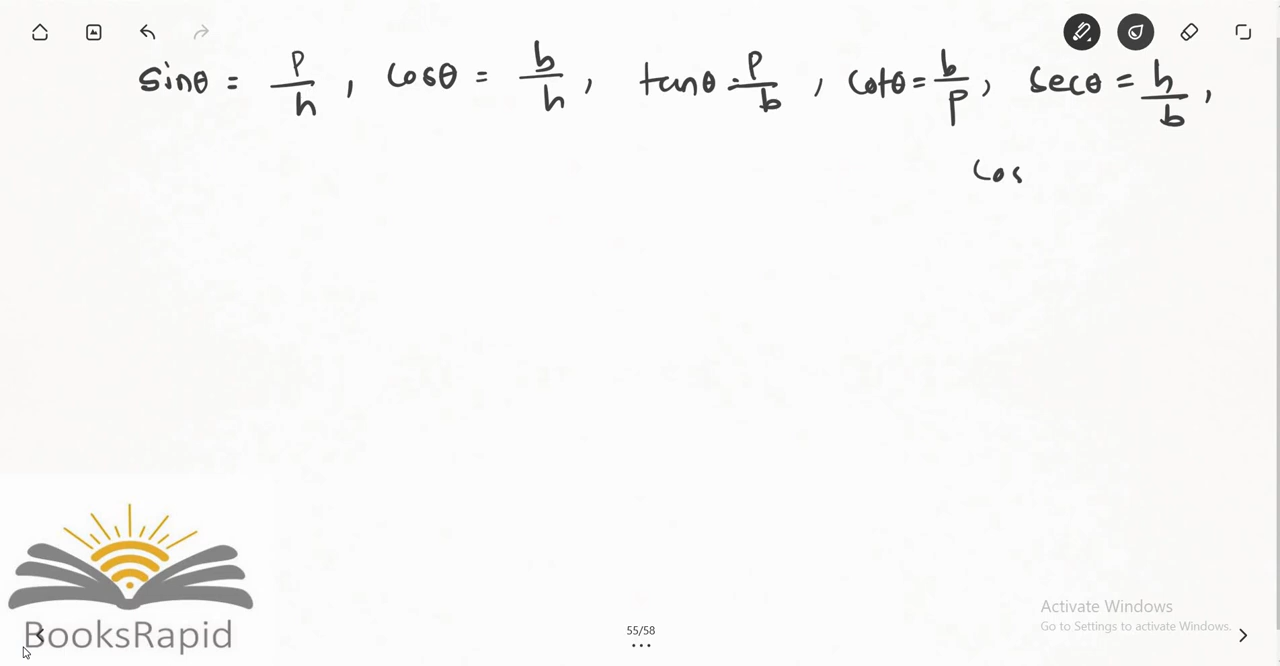 sinθ = p/h, cosθ = b/h, tanθ = p/b, cotθ = b/p, secθ = h/b,
cos
BooksRapid
Activate Windows
Go to Settings to activate Windows.
55/58